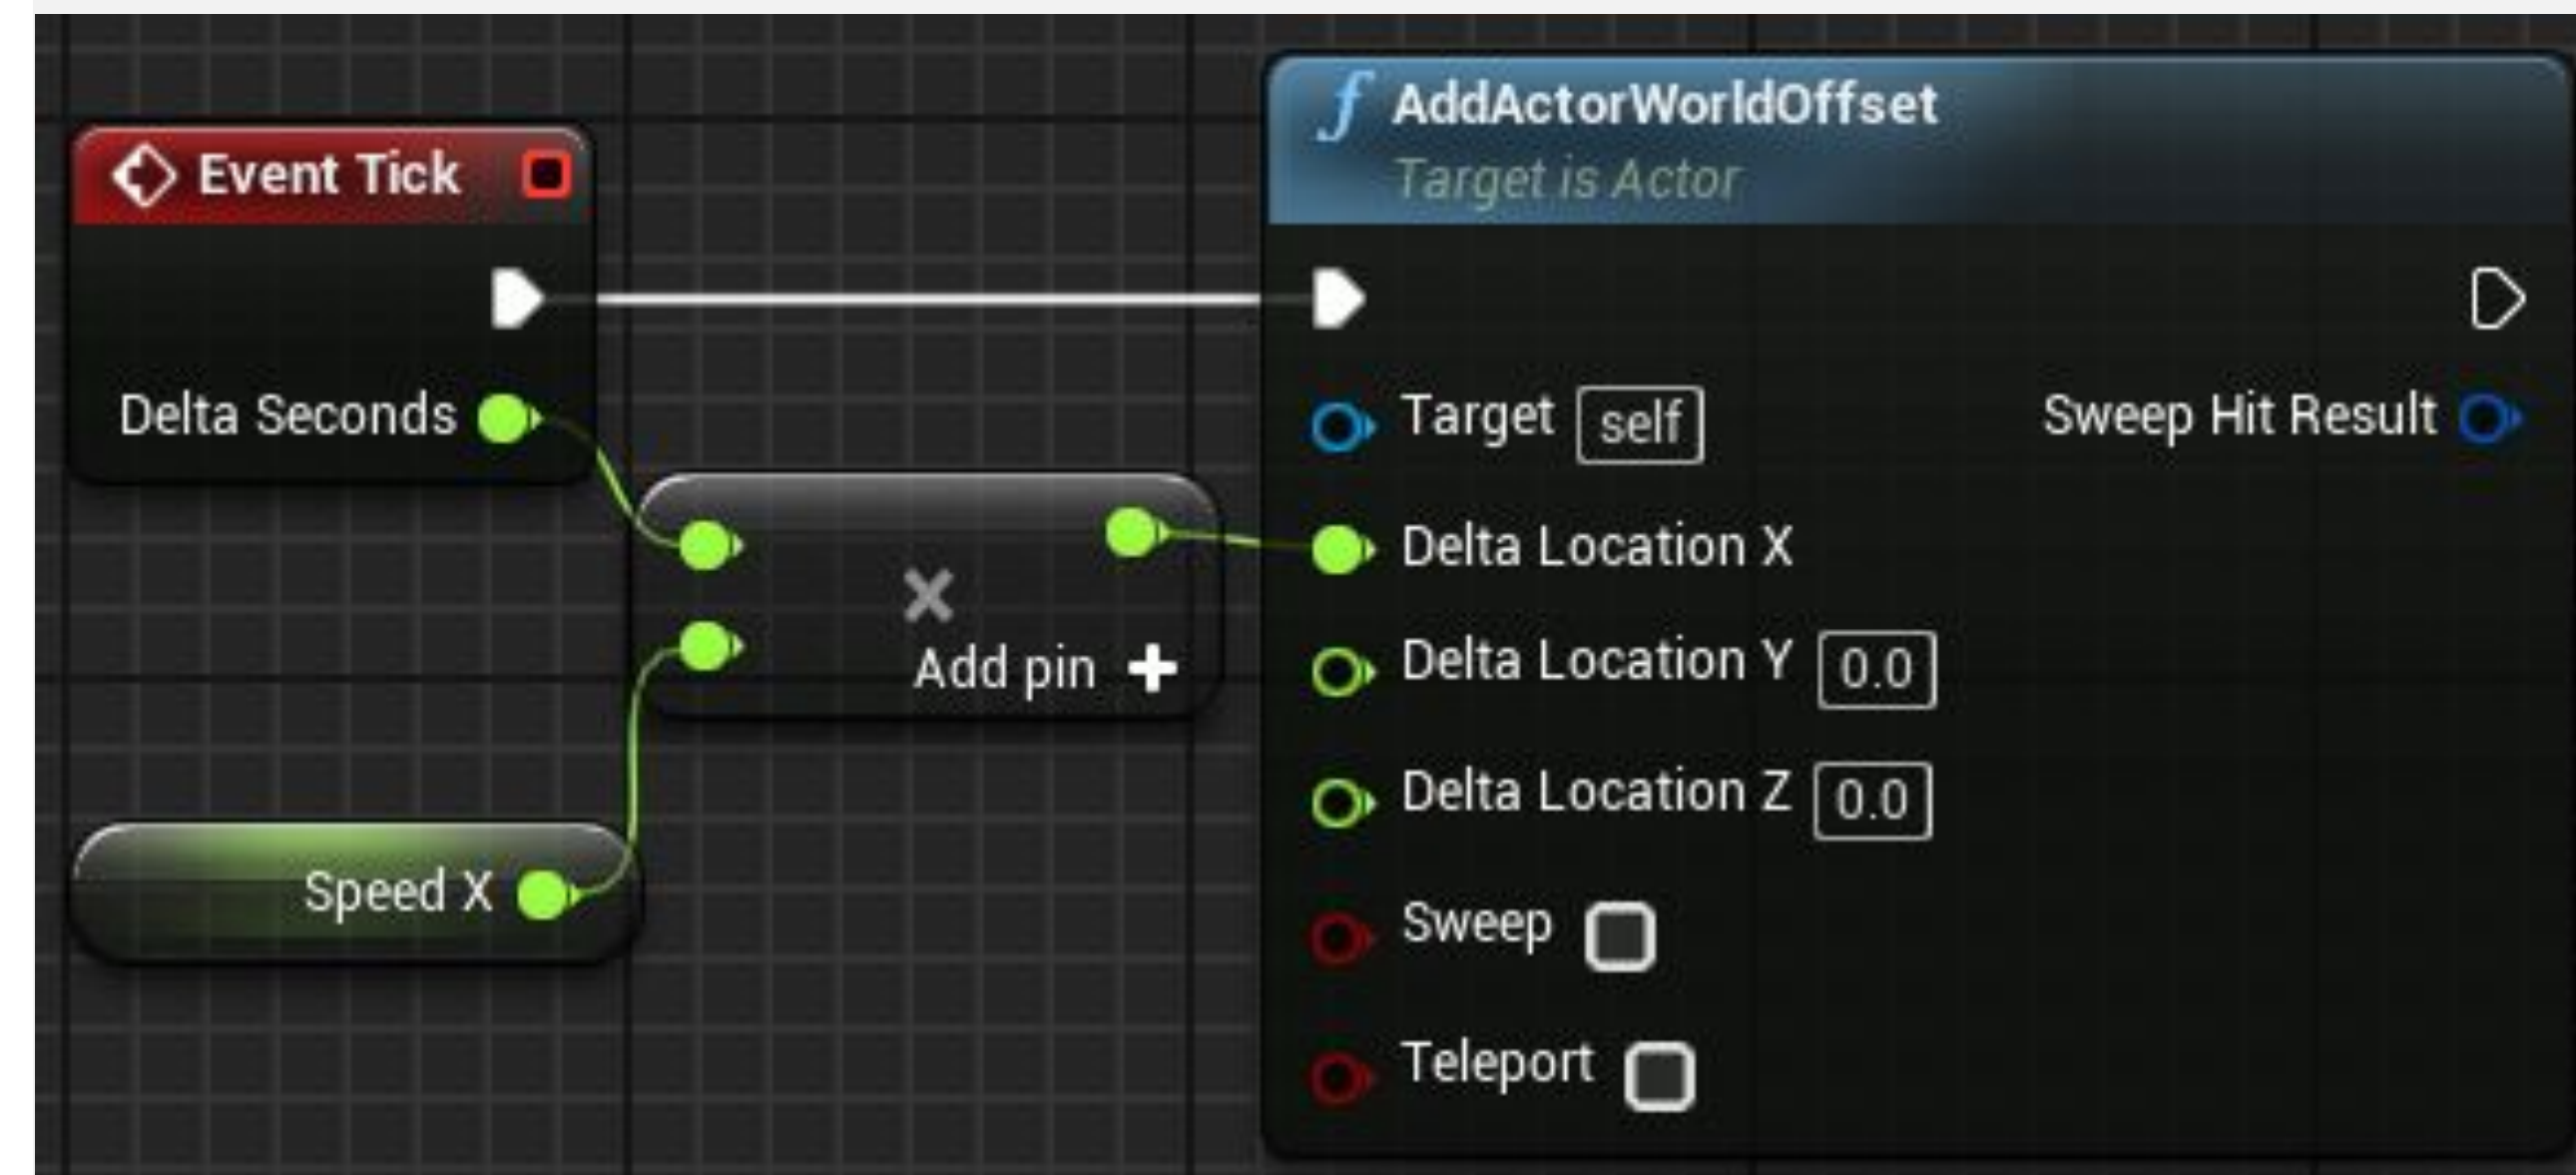 Event Tick
Delta Seconds
Add pin
Speed X
f AddActorWorldOffset
Target is Actor
Target self
Sweep Hit Result
Delta Location X
Delta Location Y 0.0
Delta Location Z 0.0
Sweep
Teleport